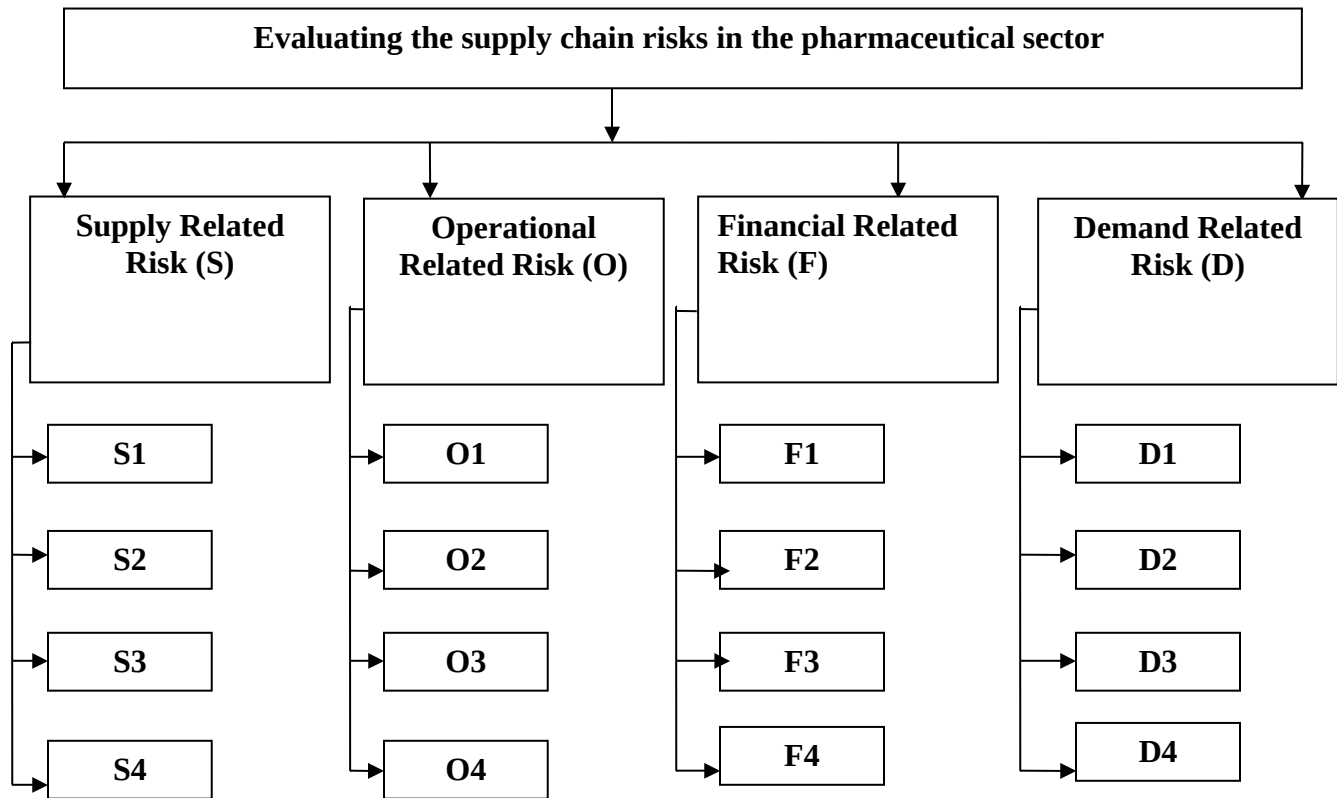 Evaluating the supply chain risks in the pharmaceutical sector
Supply Related
Risk (S)
Operational
Related Risk (O)
Financial Related
Risk (F)
Demand Related
Risk (D)
S1
O1
F1
D1
S2
O2
F2
D2
S3
O3
F3
D3
S4
O4
F4
D4